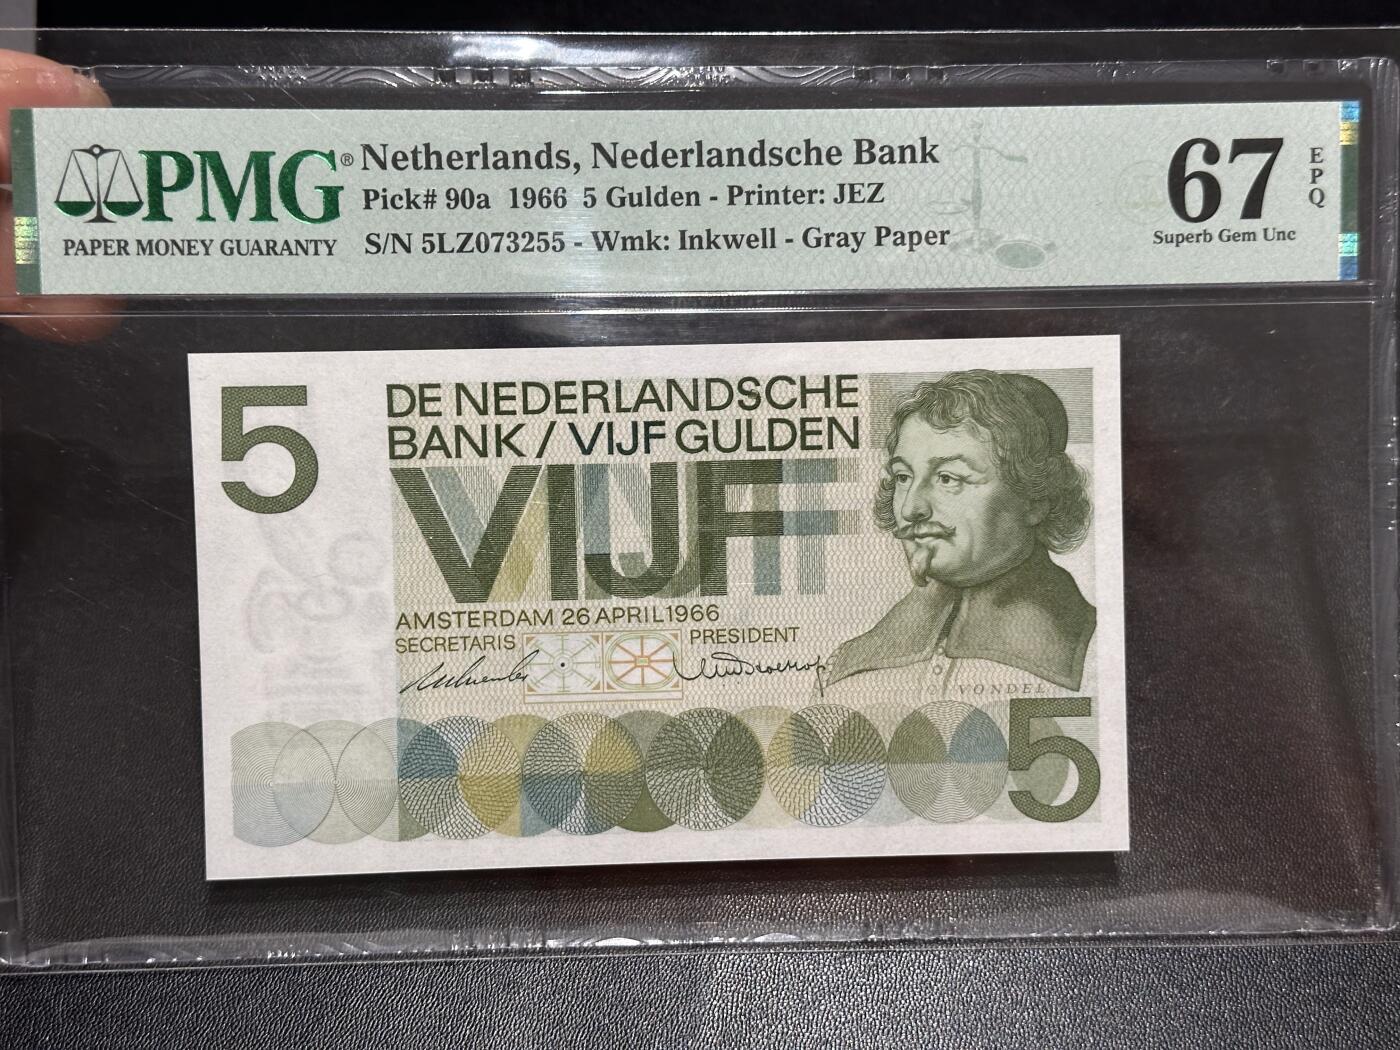 PMG®
PAPER MONEY GUARANTY
Netherlands, Nederlandsche Bank
Pick# 90a 1966 5 Gulden - Printer: JEZ
S/N 5LZ073255 - Wmk: Inkwell - Gray Paper
67
EPQ
Superb Gem Unc
5
DE NEDERLANDSCHE
BANK / VIJF GULDEN
VIJF
AMSTERDAM 26 APRIL 1966
SECRETARIS
PRESIDENT
VONDEL
5